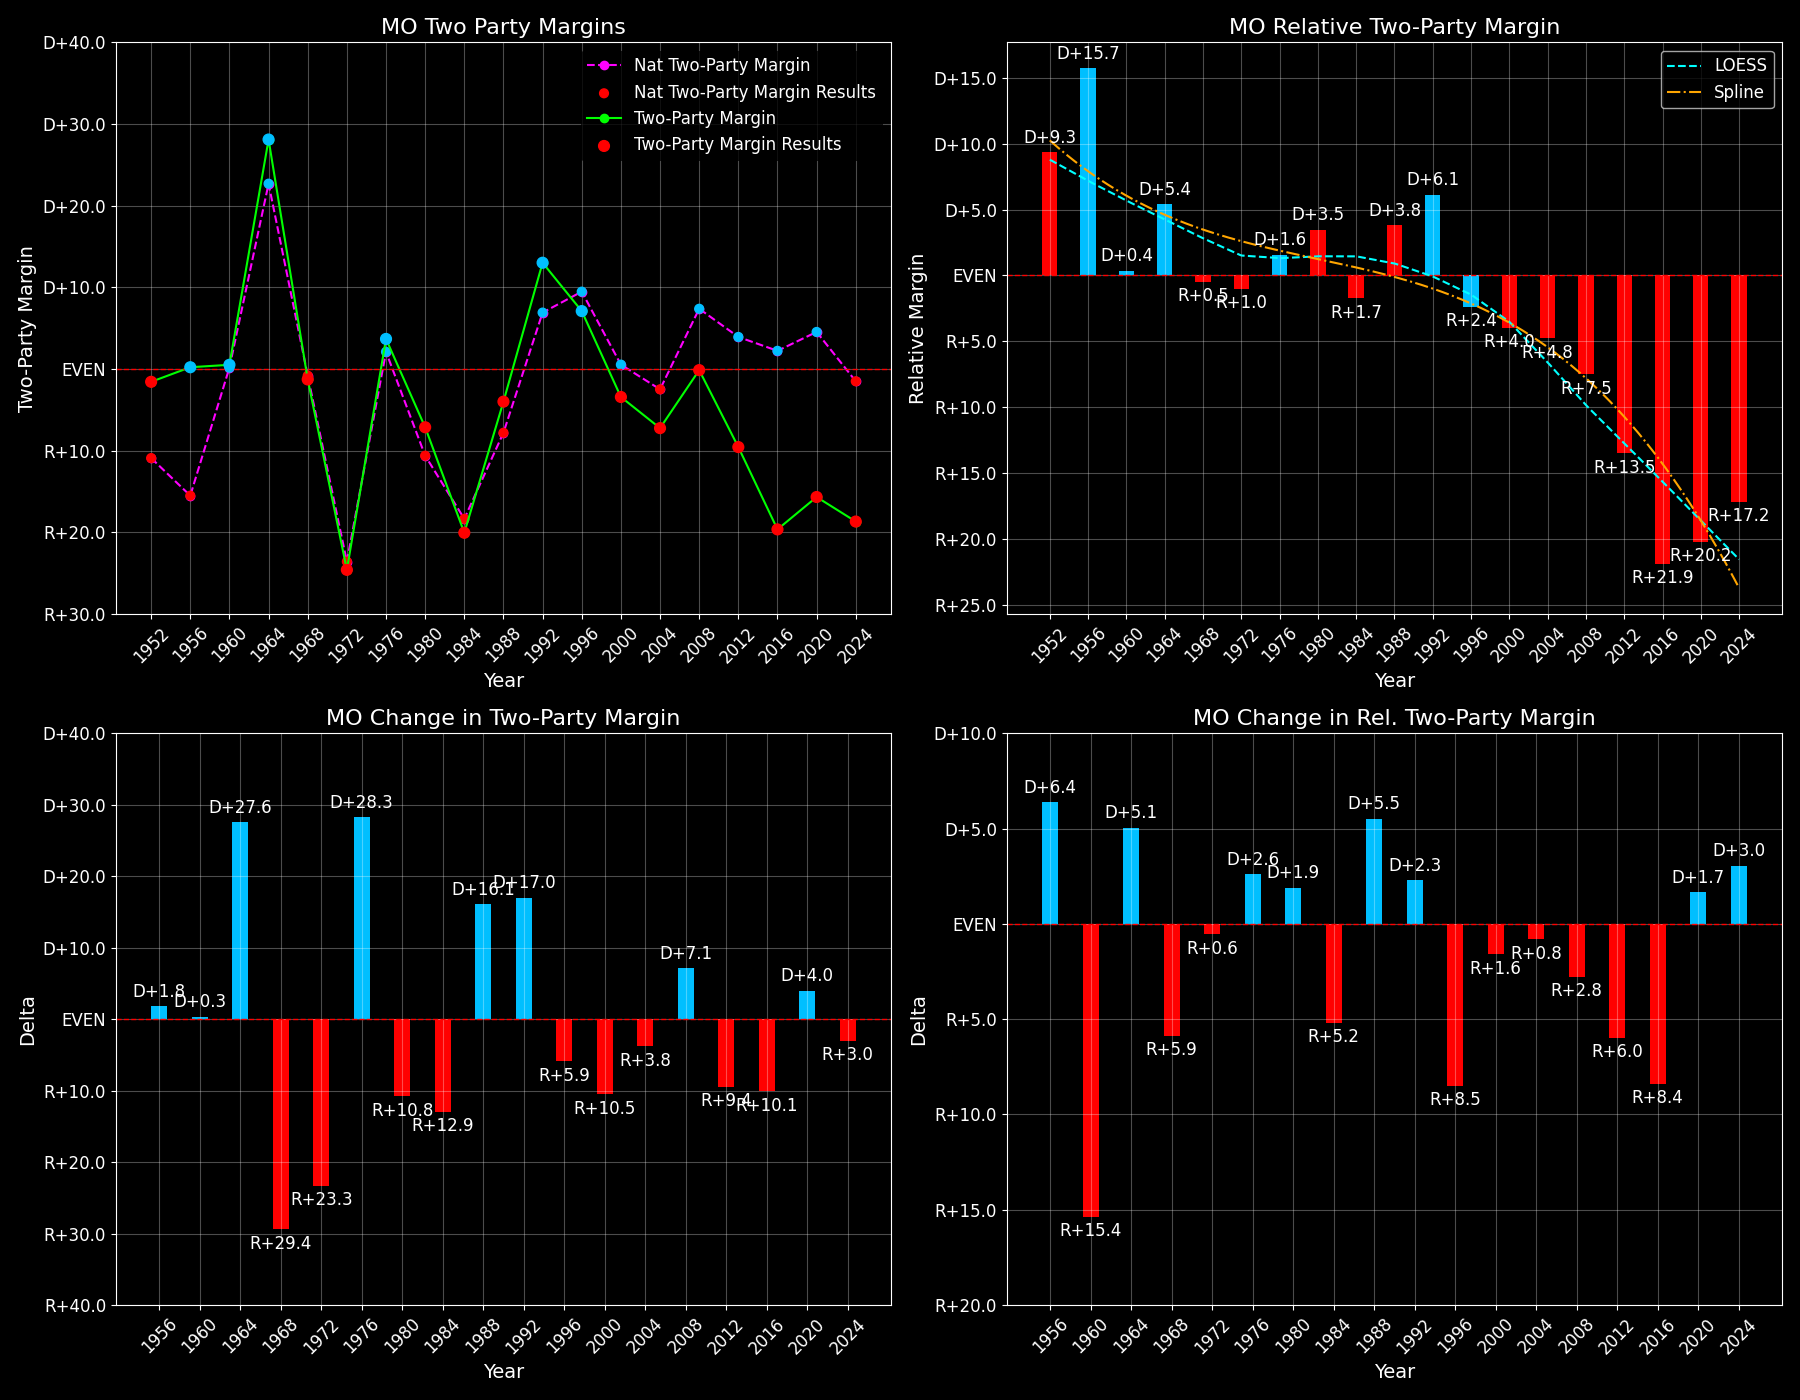 MO Two Party Margins
D+40.0
D+30.0
D+20.0
D+10.0
EVEN
R+10.0
R+20.0
R+30.0
Two-Party Margin
Nat Two-Party Margin
Nat Two-Party Margin Results
Two-Party Margin
Two-Party Margin Results
1952 1956 1960 1964 1968 1972 1976 1980 1984 1988 1992 1996 2000 2004 2008 2012 2016 2020 2024
Year
MO Relative Two-Party Margin
D+15.0
D+10.0
D+5.0
EVEN
R+5.0
R+10.0
R+15.0
R+20.0
R+25.0
Relative Margin
LOESS
Spline
D+9.3
D+15.7
D+0.4
D+5.4
R+0.5
R+1.0
D+1.6
D+3.5
R+1.7
D+3.8
D+6.1
R+2.4
R+4.0
R+4.8
R+7.5
R+13.5
R+21.9
R+20.2
R+17.2
1952 1956 1960 1964 1968 1972 1976 1980 1984 1988 1992 1996 2000 2004 2008 2012 2016 2020 2024
Year
MO Change in Two-Party Margin
D+40.0
D+30.0
D+20.0
D+10.0
EVEN
R+10.0
R+20.0
R+30.0
R+40.0
Delta
D+1.8
D+0.3
D+27.6
R+29.4
R+23.3
D+28.3
R+10.8
R+12.9
D+16.1
D+17.0
R+5.9
R+10.5
R+3.8
D+7.1
R+9.4
R+10.1
D+4.0
R+3.0
1956 1960 1964 1968 1972 1976 1980 1984 1988 1992 1996 2000 2004 2008 2012 2016 2020 2024
Year
MO Change in Rel. Two-Party Margin
D+10.0
D+5.0
EVEN
R+5.0
R+10.0
R+15.0
R+20.0
Delta
D+6.4
R+15.4
D+5.1
R+5.9
R+0.6
D+2.6
D+1.9
R+5.2
D+5.5
D+2.3
R+8.5
R+1.6
R+0.8
R+2.8
R+6.0
R+8.4
D+1.7
D+3.0
1956 1960 1964 1968 1972 1976 1980 1984 1988 1992 1996 2000 2004 2008 2012 2016 2020 2024
Year